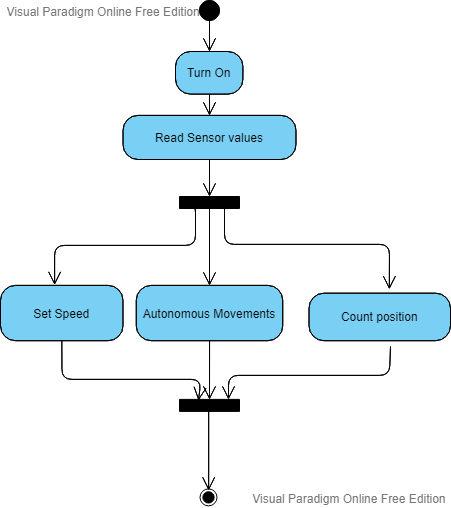 Visual Paradigm Online Free Edition
Turn On
Read Sensor values
Set Speed
Autonomous Movements
Count position
Visual Paradigm Online Free Edition